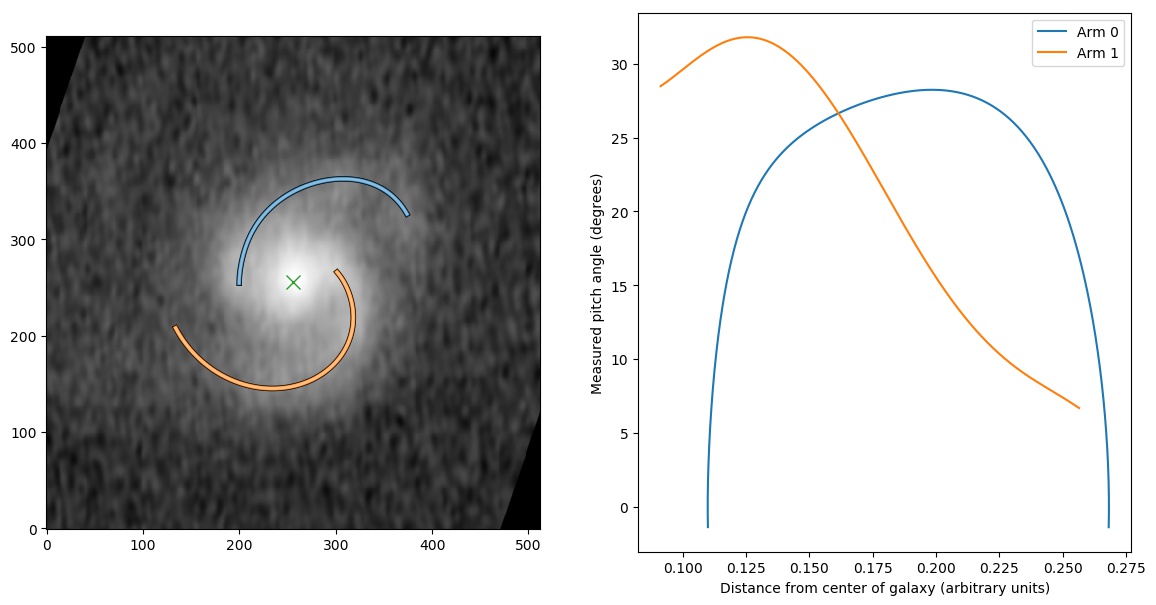 500
400
300
200
100
0
0 100 200 300 400 500
Measured pitch angle (degrees)
30
25
20
15
10
5
0
Arm 0
Arm 1
0.100 0.125 0.150 0.175 0.200 0.225 0.250 0.275
Distance from center of galaxy (arbitrary units)